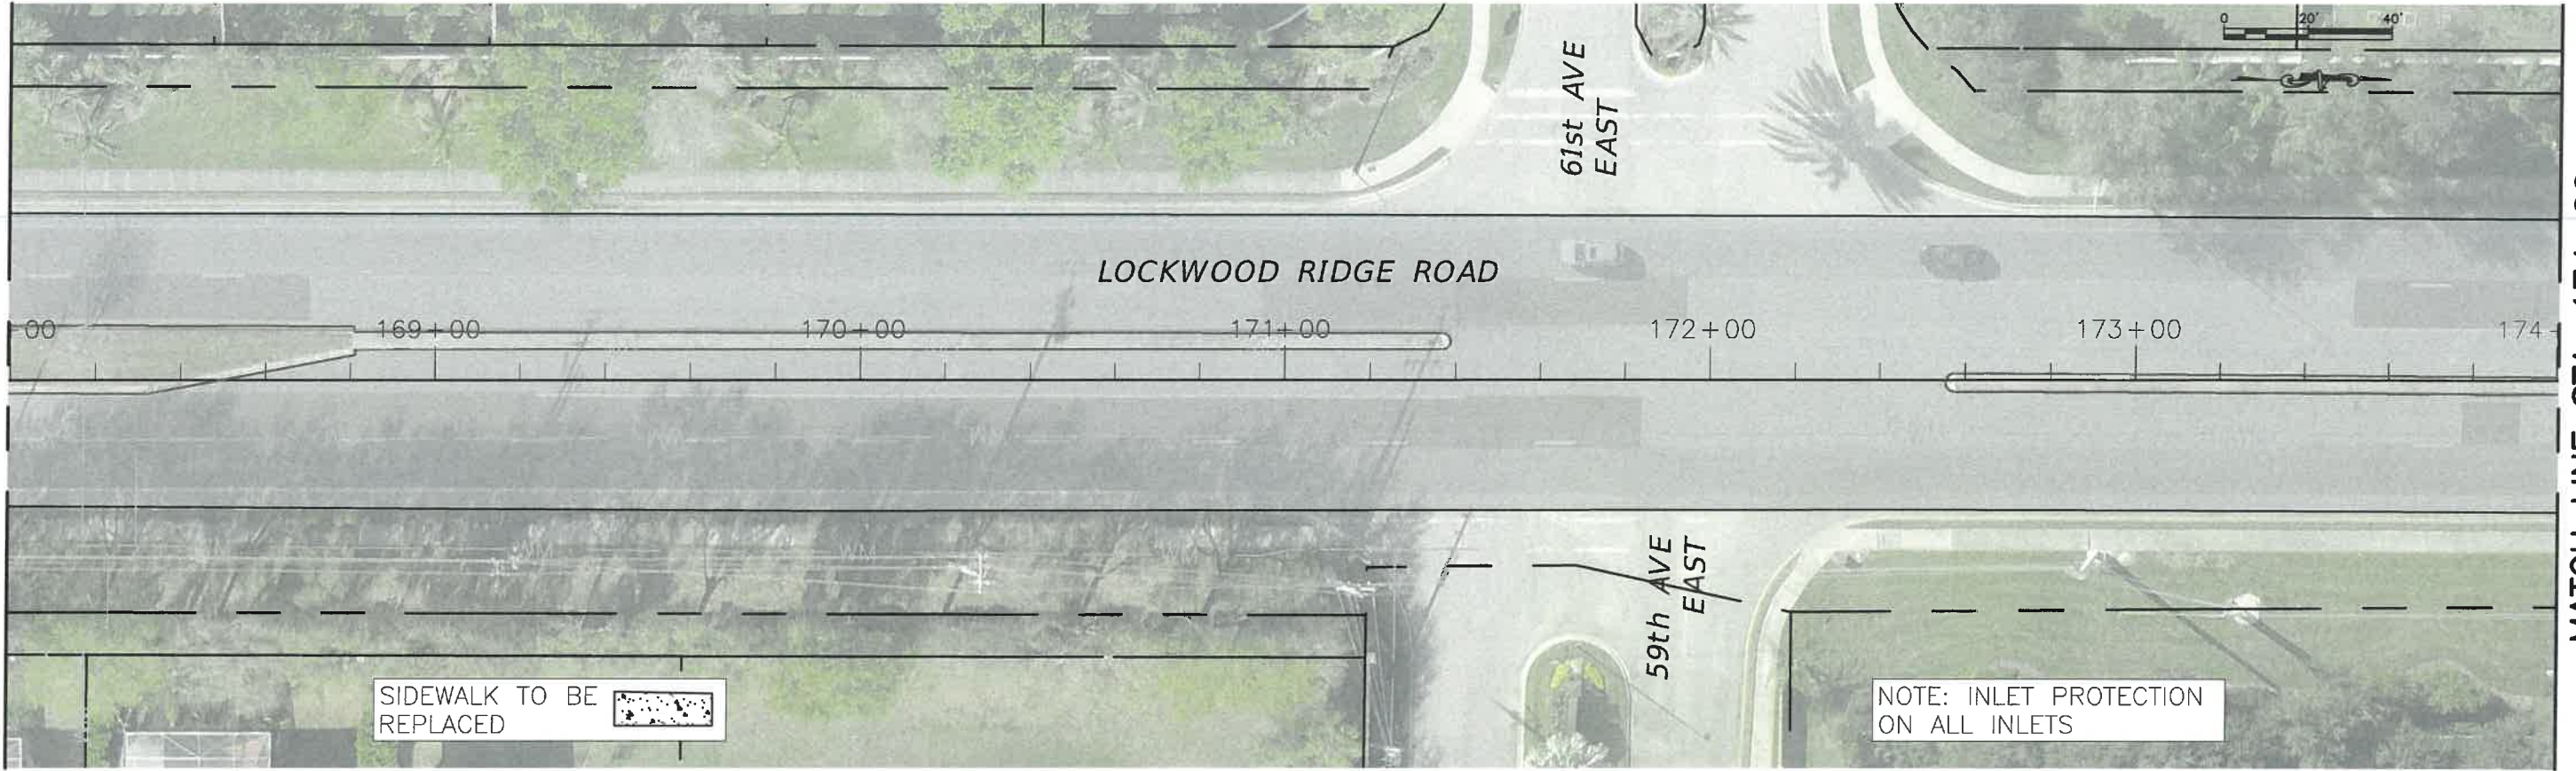 0 20' 40'
61st AVE
EAST
LOCKWOOD RIDGE ROAD
00 169+00 170+00 171+00 172+00 173+00 174
59th AVE
EAST
SIDEWALK TO BE
REPLACED
NOTE: INLET PROTECTION
ON ALL INLETS